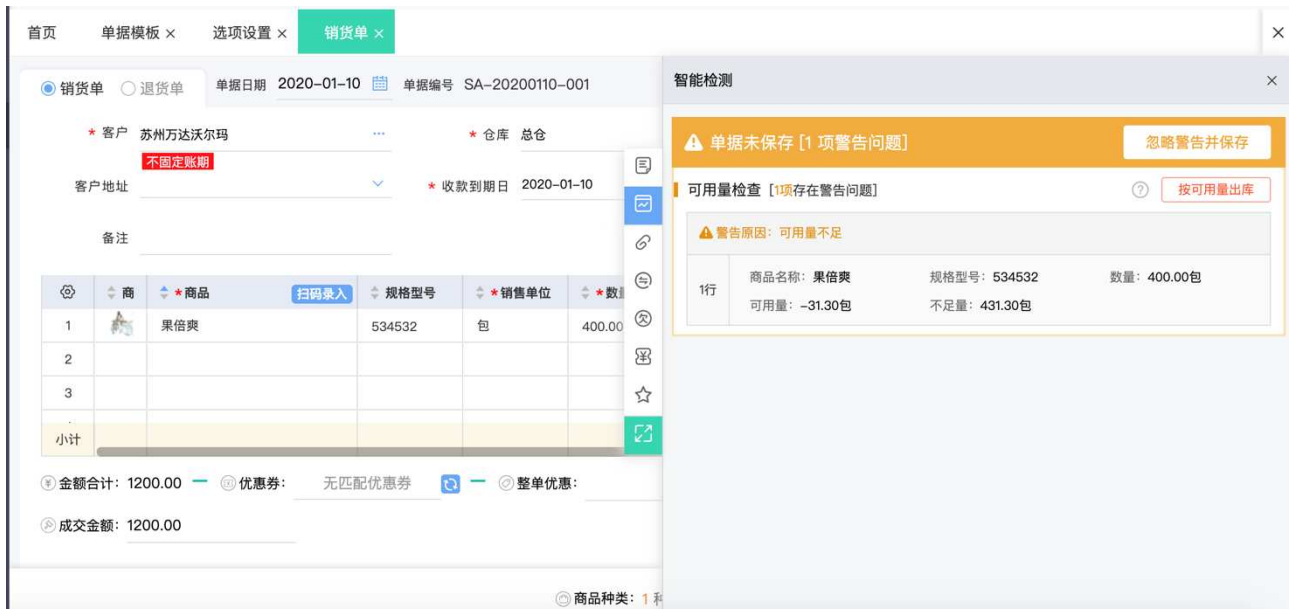 首页 单据模板 × 选项设置 × 销货单 ×
销货单 退货单 单据日期 2020-01-10 单据编号 SA-20200110-001
* 客户 苏州万达沃尔玛 ... * 仓库 总仓
不固定账期
客户地址 * 收款到期日 2020-01-10
备注
商 *商品 扫码录入 规格型号 *销售单位 *数
1 果倍爽 534532 包 400.00
2
3
小计
金额合计: 1200.00 优惠券: 无匹配优惠券 整单优惠:
成交金额: 1200.00
商品种类: 1 种
智能检测
单据未保存 [1 项警告问题] 忽略警告并保存
可用量检查 [1项存在警告问题] ? 按可用量出库
警告原因: 可用量不足
1行 商品名称: 果倍爽 规格型号: 534532 数量: 400.00包
可用量: -31.30包 不足量: 431.30包